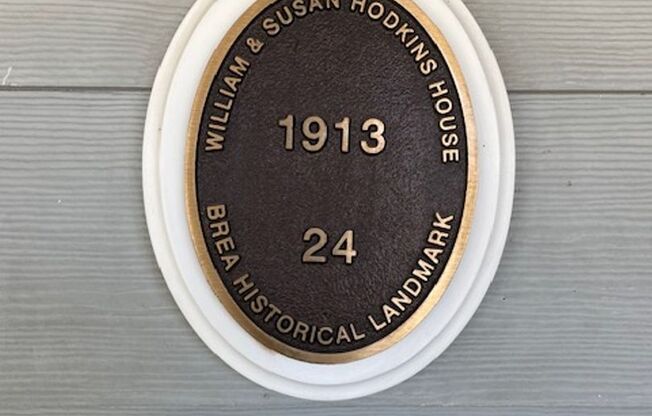 WILLIAM & SUSAN HODKINS HOUSE
1913
24
BREA HISTORICAL LANDMARK